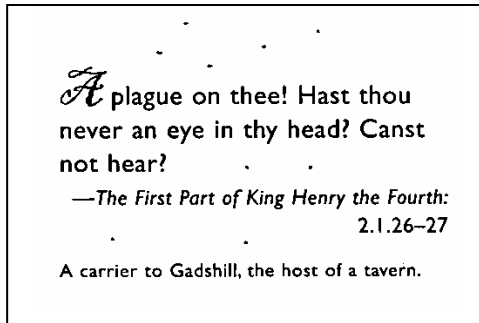 A plague on thee! Hast thou
never an eye in thy head? Canst
not hear?
—The First Part of King Henry the Fourth:
2.1.26–27
A carrier to Gadshill, the host of a tavern.